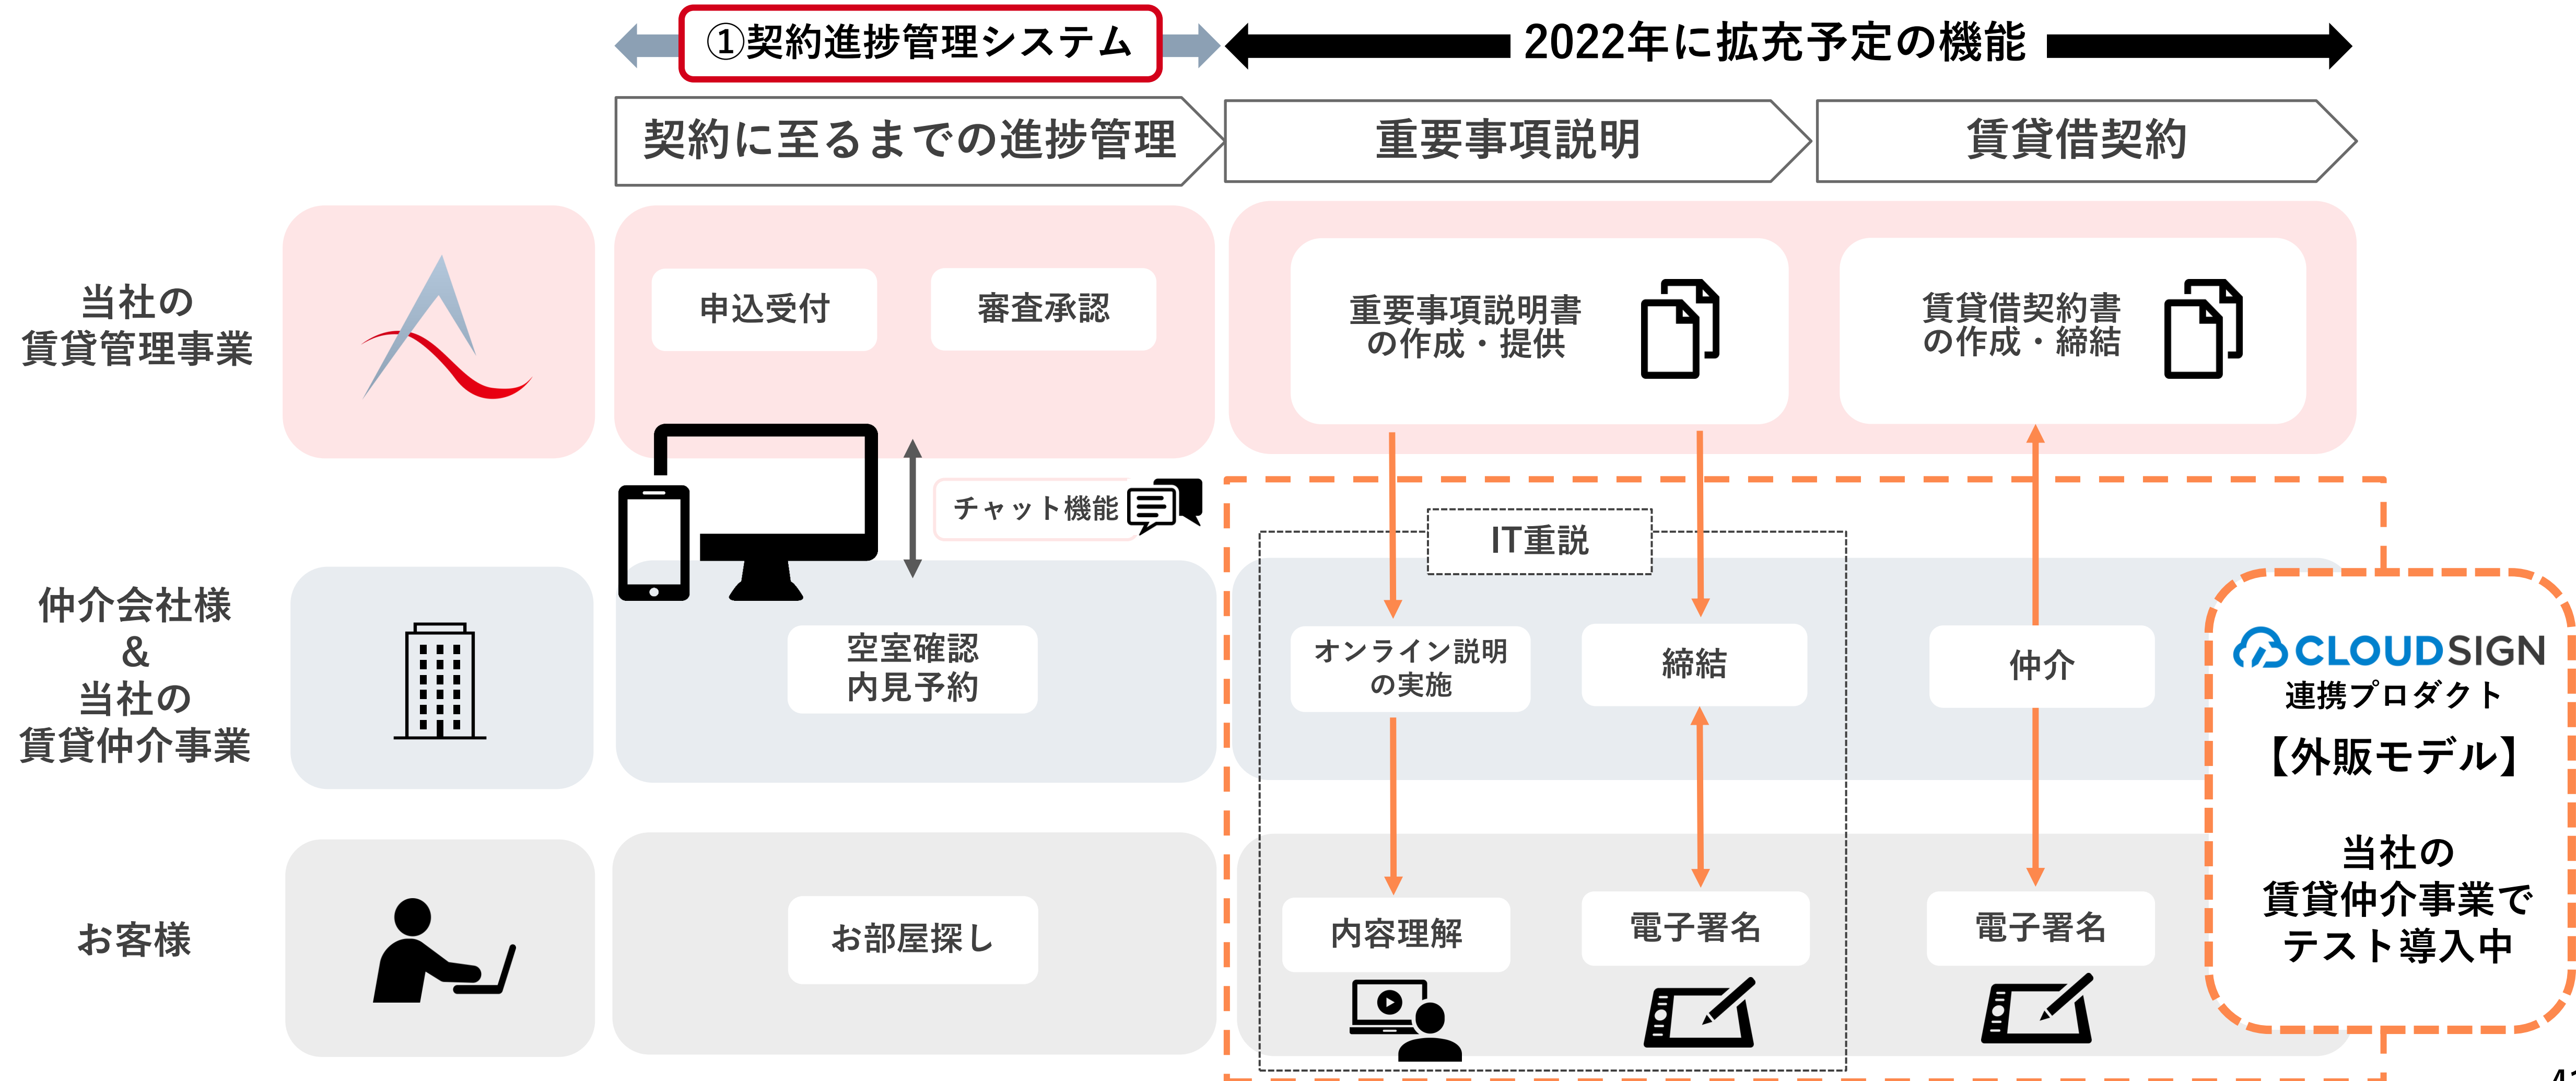 ①契約進捗管理システム
2022年に拡充予定の機能
契約に至るまでの進捗管理
重要事項説明
賃貸借契約
当社の
賃貸管理事業
申込受付
審査承認
重要事項説明書
の作成・提供
賃貸借契約書
の作成・締結
チャット機能
IT重説
仲介会社様
&
当社の
賃貸仲介事業
空室確認
内見予約
オンライン説明
の実施
締結
仲介
CLOUDSIGN
連携プロダクト
【外販モデル】
当社の
賃貸仲介事業で
テスト導入中
お客様
お部屋探し
内容理解
電子署名
電子署名